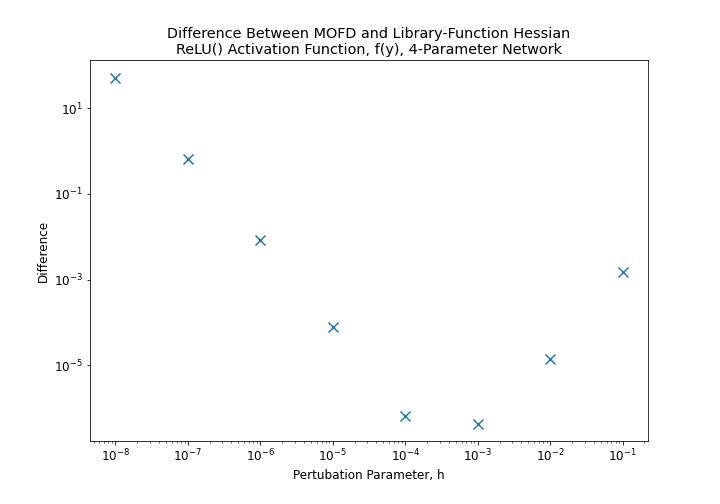 Difference Between MOFD and Library-Function Hessian
ReLU() Activation Function, f(y), 4-Parameter Network
Difference
10¹
10⁻¹
10⁻³
10⁻⁵
10⁻⁸ 10⁻⁷ 10⁻⁶ 10⁻⁵ 10⁻⁴ 10⁻³ 10⁻² 10⁻¹
Pertubation Parameter, h